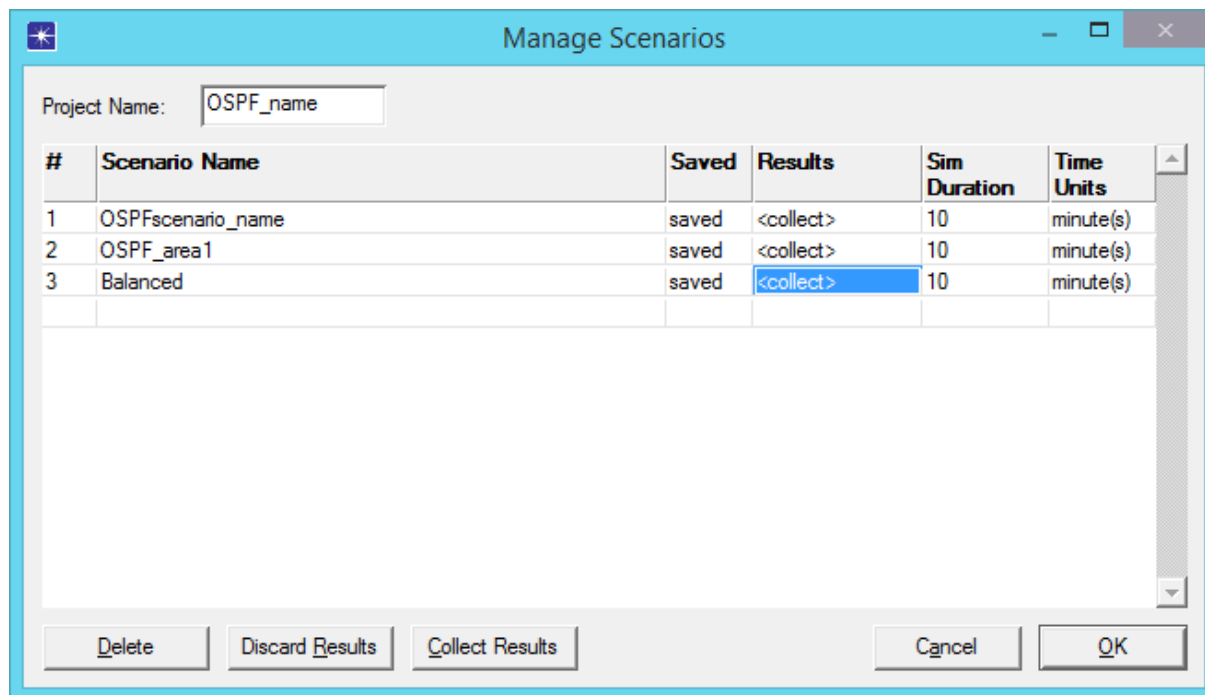 Manage Scenarios
Project Name: OSPF_name
# Scenario Name Saved Results Sim Duration Time Units
1 OSPFscenario_name saved <collect> 10 minute(s)
2 OSPF_area1 saved <collect> 10 minute(s)
3 Balanced saved <collect> 10 minute(s)
Delete Discard Results Collect Results Cancel OK